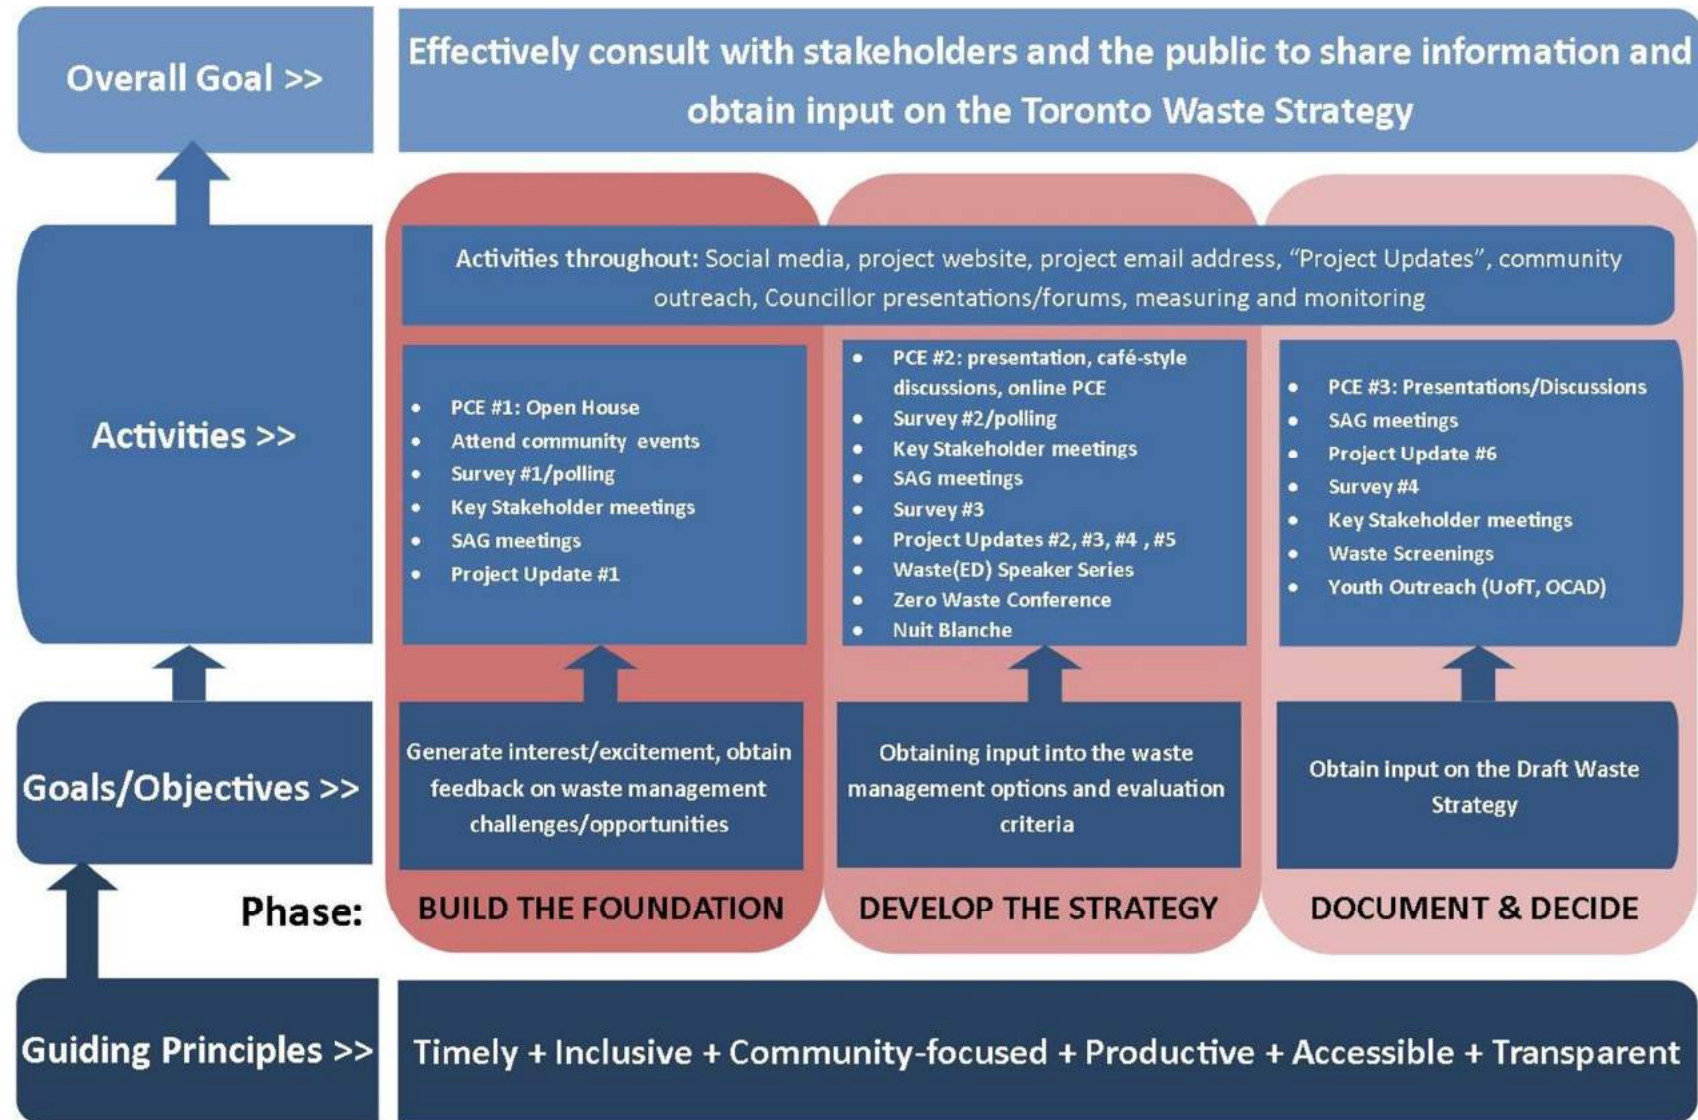 Overall Goal >>
Effectively consult with stakeholders and the public to share information and
obtain input on the Toronto Waste Strategy
Activities >>
Activities throughout: Social media, project website, project email address, “Project Updates”, community
outreach, Councillor presentations/forums, measuring and monitoring
• PCE #1: Open House
• Attend community events
• Survey #1/polling
• Key Stakeholder meetings
• SAG meetings
• Project Update #1
• PCE #2: presentation, café-style
discussions, online PCE
• Survey #2/polling
• Key Stakeholder meetings
• SAG meetings
• Survey #3
• Project Updates #2, #3, #4 , #5
• Waste(ED) Speaker Series
• Zero Waste Conference
• Nuit Blanche
• PCE #3: Presentations/Discussions
• SAG meetings
• Project Update #6
• Survey #4
• Key Stakeholder meetings
• Waste Screenings
• Youth Outreach (UofT, OCAD)
Goals/Objectives >>
Generate interest/excitement, obtain
feedback on waste management
challenges/opportunities
Obtaining input into the waste
management options and evaluation
criteria
Obtain input on the Draft Waste
Strategy
Phase:
BUILD THE FOUNDATION
DEVELOP THE STRATEGY
DOCUMENT & DECIDE
Guiding Principles >>
Timely + Inclusive + Community-focused + Productive + Accessible + Transparent